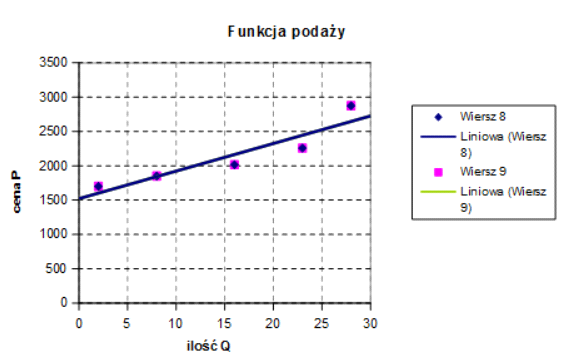 Funkcja podaży
3500
3000
2500
2000
1500
1000
500
0
cena P
0 5 10 15 20 25 30
ilość Q
Wiersz 8
Liniowa (Wiersz
8)
Wiersz 9
Liniowa (Wiersz
9)